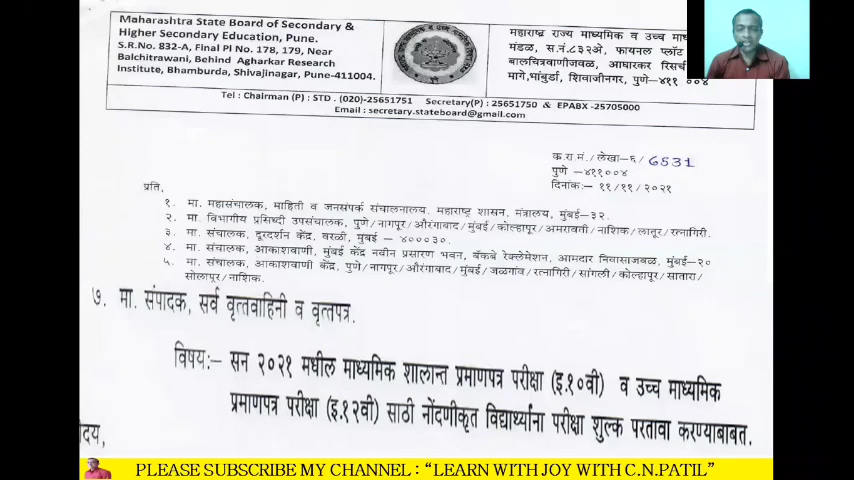 Maharashtra State Board of Secondary &
Higher Secondary Education, Pune.
S.R.No. 832-A, Final Pl No. 178, 179, Near
Balchitrawani, Behind Agharkar Research
Institute, Bhamburda, Shivajinagar, Pune-411004.
महाराष्ट्र राज्य माध्यमिक व उच्च माध
मंडळ, स.नं.८३२अे, फायनल प्लॉट
बालचित्रवाणीजवळ, आघारकर रिसर्च
मागे,भांबुर्डा, शिवाजीनगर, पुणे-४११ ००४
Tel : Chairman (P) : STD . (020)-25651751 Secretary(P) : 25651750 & EPABX -25705000
Email : secretary.stateboard@gmail.com
क.रा.मं./लेखा-६/ 6531
पुणे -४११००४
दिनांक:- ११/११/२०२१
प्रति,
१. मा. महासंचालक, माहिती व जनसंपर्क संचालनालय. महाराष्ट्र शासन, मंत्रालय, मुंबई-३२.
२. मा. विभागीय प्रसिध्दी उपसंचालक, पुणे/नागपूर/औरंगाबाद/मुंबई/कोल्हापूर/अमरावती/नाशिक/लातूर/रत्नागिरी.
३. मा. संचालक, दूरदर्शन केंद्र, वरळी, मुंबई - ४०००३०.
४. मा. संचालक, आकाशवाणी, मुंबई केंद्र नवीन प्रसारण भवन, बॅकबे रेक्लेमेशन, आमदार निवासाजवळ, मुंबई-२०
५. मा. संचालक, आकाशवाणी केंद्र, पुणे/नागपूर/औरंगाबाद/मुंबई/जळगांव/रत्नागिरी/सांगली/कोल्हापूर/सातारा/
सोलापूर/नाशिक.
७. मा. संपादक, सर्व वृत्तवाहिनी व वृत्तपत्र.
विषय:- सन २०२१ मधील माध्यमिक शालान्त प्रमाणपत्र परीक्षा (इ.१०वी) व उच्च माध्यमिक
प्रमाणपत्र परीक्षा (इ.१२वी) साठी नोंदणीकृत विद्यार्थ्यांना परीक्षा शुल्क परतावा करण्याबाबत.
दय,
PLEASE SUBSCRIBE MY CHANNEL : “LEARN WITH JOY WITH C.N.PATIL”